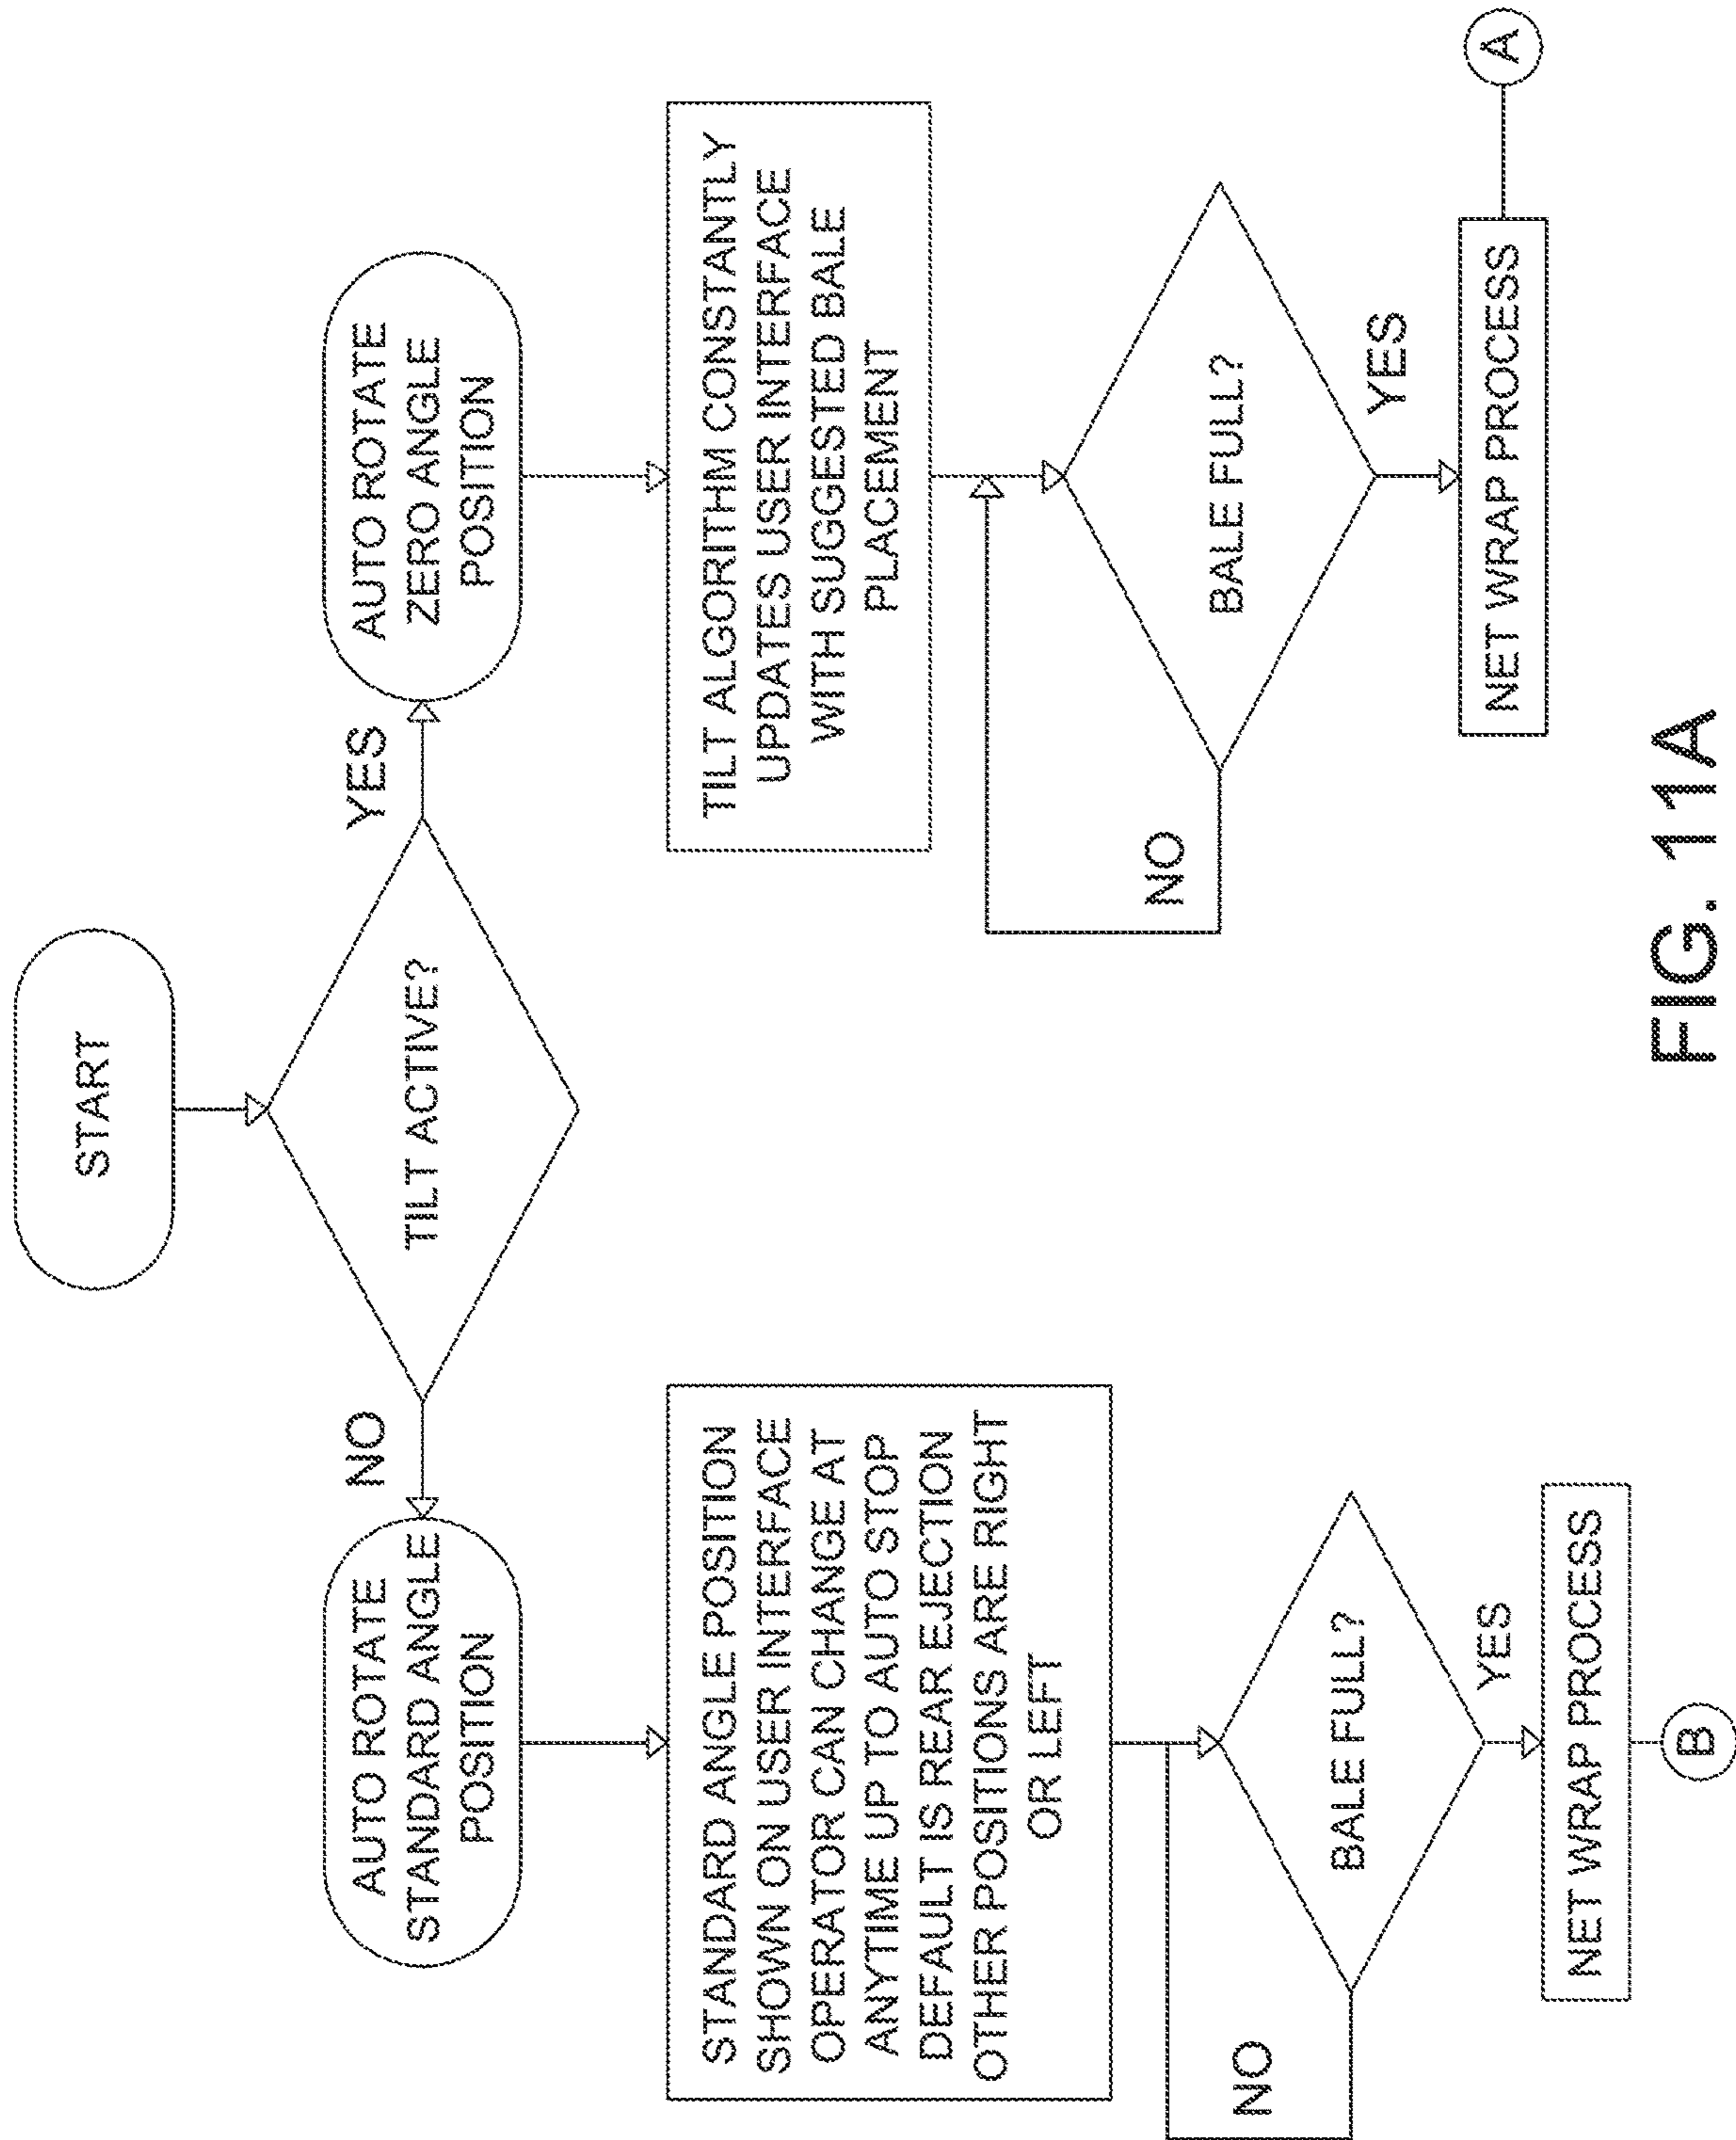 START
TILT ACTIVE?
NO
YES
AUTO ROTATE
STANDARD ANGLE
POSITION
STANDARD ANGLE POSITION
SHOWN ON USER INTERFACE
OPERATOR CAN CHANGE AT
ANYTIME UP TO AUTO STOP
DEFAULT IS REAR EJECTION
OTHER POSITIONS ARE RIGHT
OR LEFT
BALE FULL?
NO
YES
NET WRAP PROCESS
B
AUTO ROTATE
ZERO ANGLE
POSITION
TILT ALGORITHM CONSTANTLY
UPDATES USER INTERFACE
WITH SUGGESTED BALE
PLACEMENT
BALE FULL?
NO
YES
NET WRAP PROCESS
A
FIG. 11A